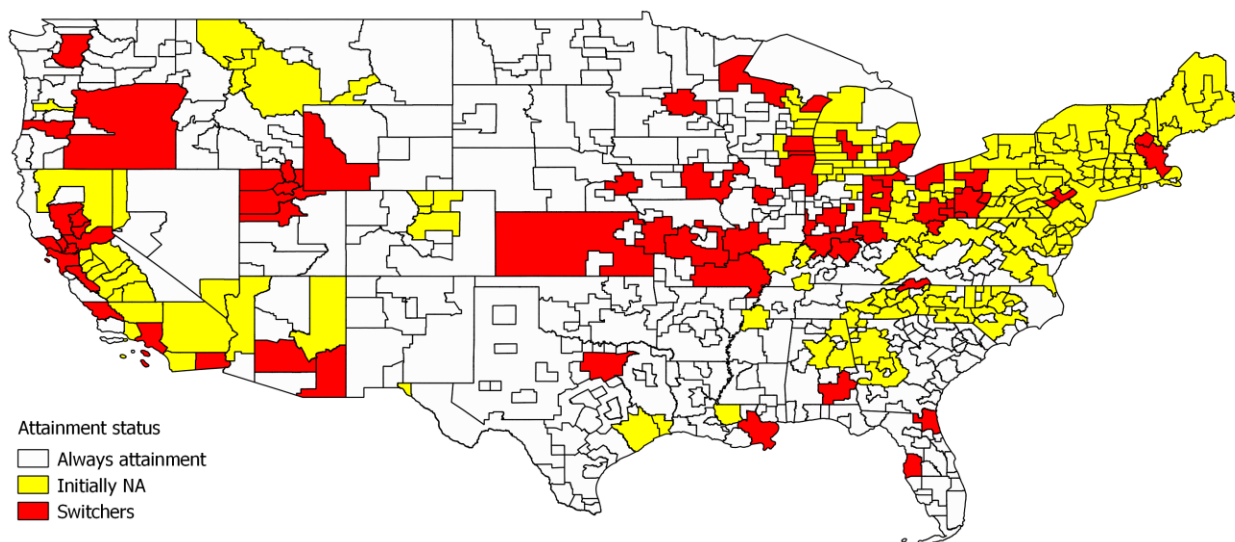 Attainment status
Always attainment
Initially NA
Switchers